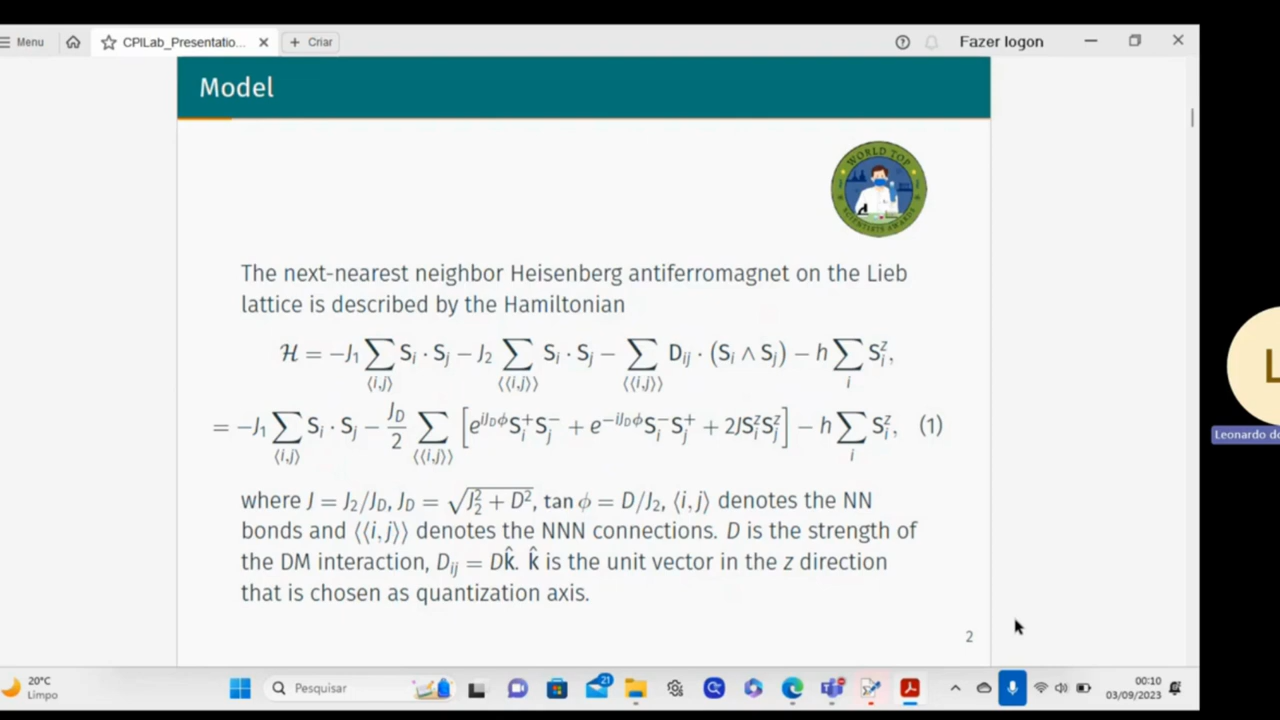 Menu
CPILab_Presentatio...
Criar
Fazer logon
Model
WORLD TOP
SCIENTISTS AWARDS
The next-nearest neighbor Heisenberg antiferromagnet on the Lieb
lattice is described by the Hamiltonian
ℋ = −J₁ ∑⟨i,j⟩ Sᵢ · Sⱼ − J₂ ∑⟨⟨i,j⟩⟩ Sᵢ · Sⱼ − ∑⟨⟨i,j⟩⟩ Dᵢⱼ · (Sᵢ ∧ Sⱼ) − h ∑ᵢ Sᵢᶻ,
= −J₁ ∑⟨i,j⟩ Sᵢ · Sⱼ − J_D/2 ∑⟨⟨i,j⟩⟩ [e^{iJ_Dϕ}Sᵢ⁺Sⱼ⁻ + e^{−iJ_Dϕ}Sᵢ⁻Sⱼ⁺ + 2JSᵢᶻSⱼᶻ] − h ∑ᵢ Sᵢᶻ, (1)
where J = J₂/J_D, J_D = √(J₂² + D²), tan ϕ = D/J₂, ⟨i, j⟩ denotes the NN
bonds and ⟨⟨i, j⟩⟩ denotes the NNN connections. D is the strength of
the DM interaction, Dᵢⱼ = Dk̂. k̂ is the unit vector in the z direction
that is chosen as quantization axis.
2
L
Leonardo do
20°C
Limpo
Pesquisar
21
00:10
03/09/2023